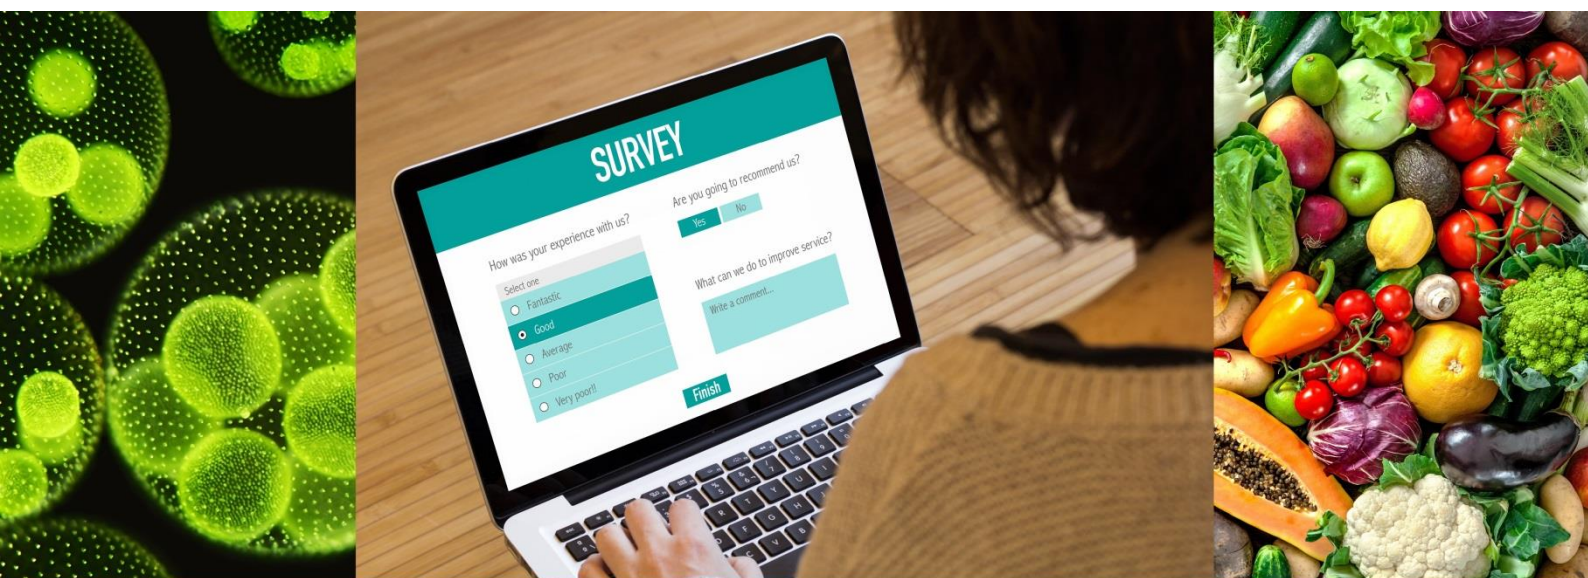 SURVEY
How was your experience with us?
Select one
Fantastic
Good
Average
Poor
Very poor!!
Are you going to recommend us?
Yes
No
What can we do to improve service?
Write a comment...
Finish